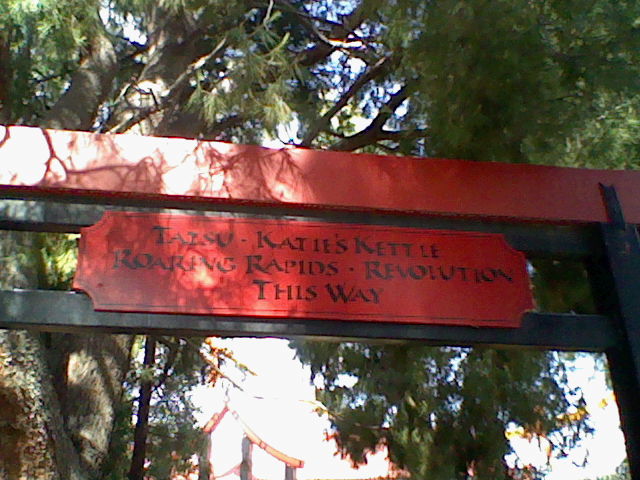 TATSU · KATIE'S KETTLE
ROARING RAPIDS · REVOLUTION
THIS WAY